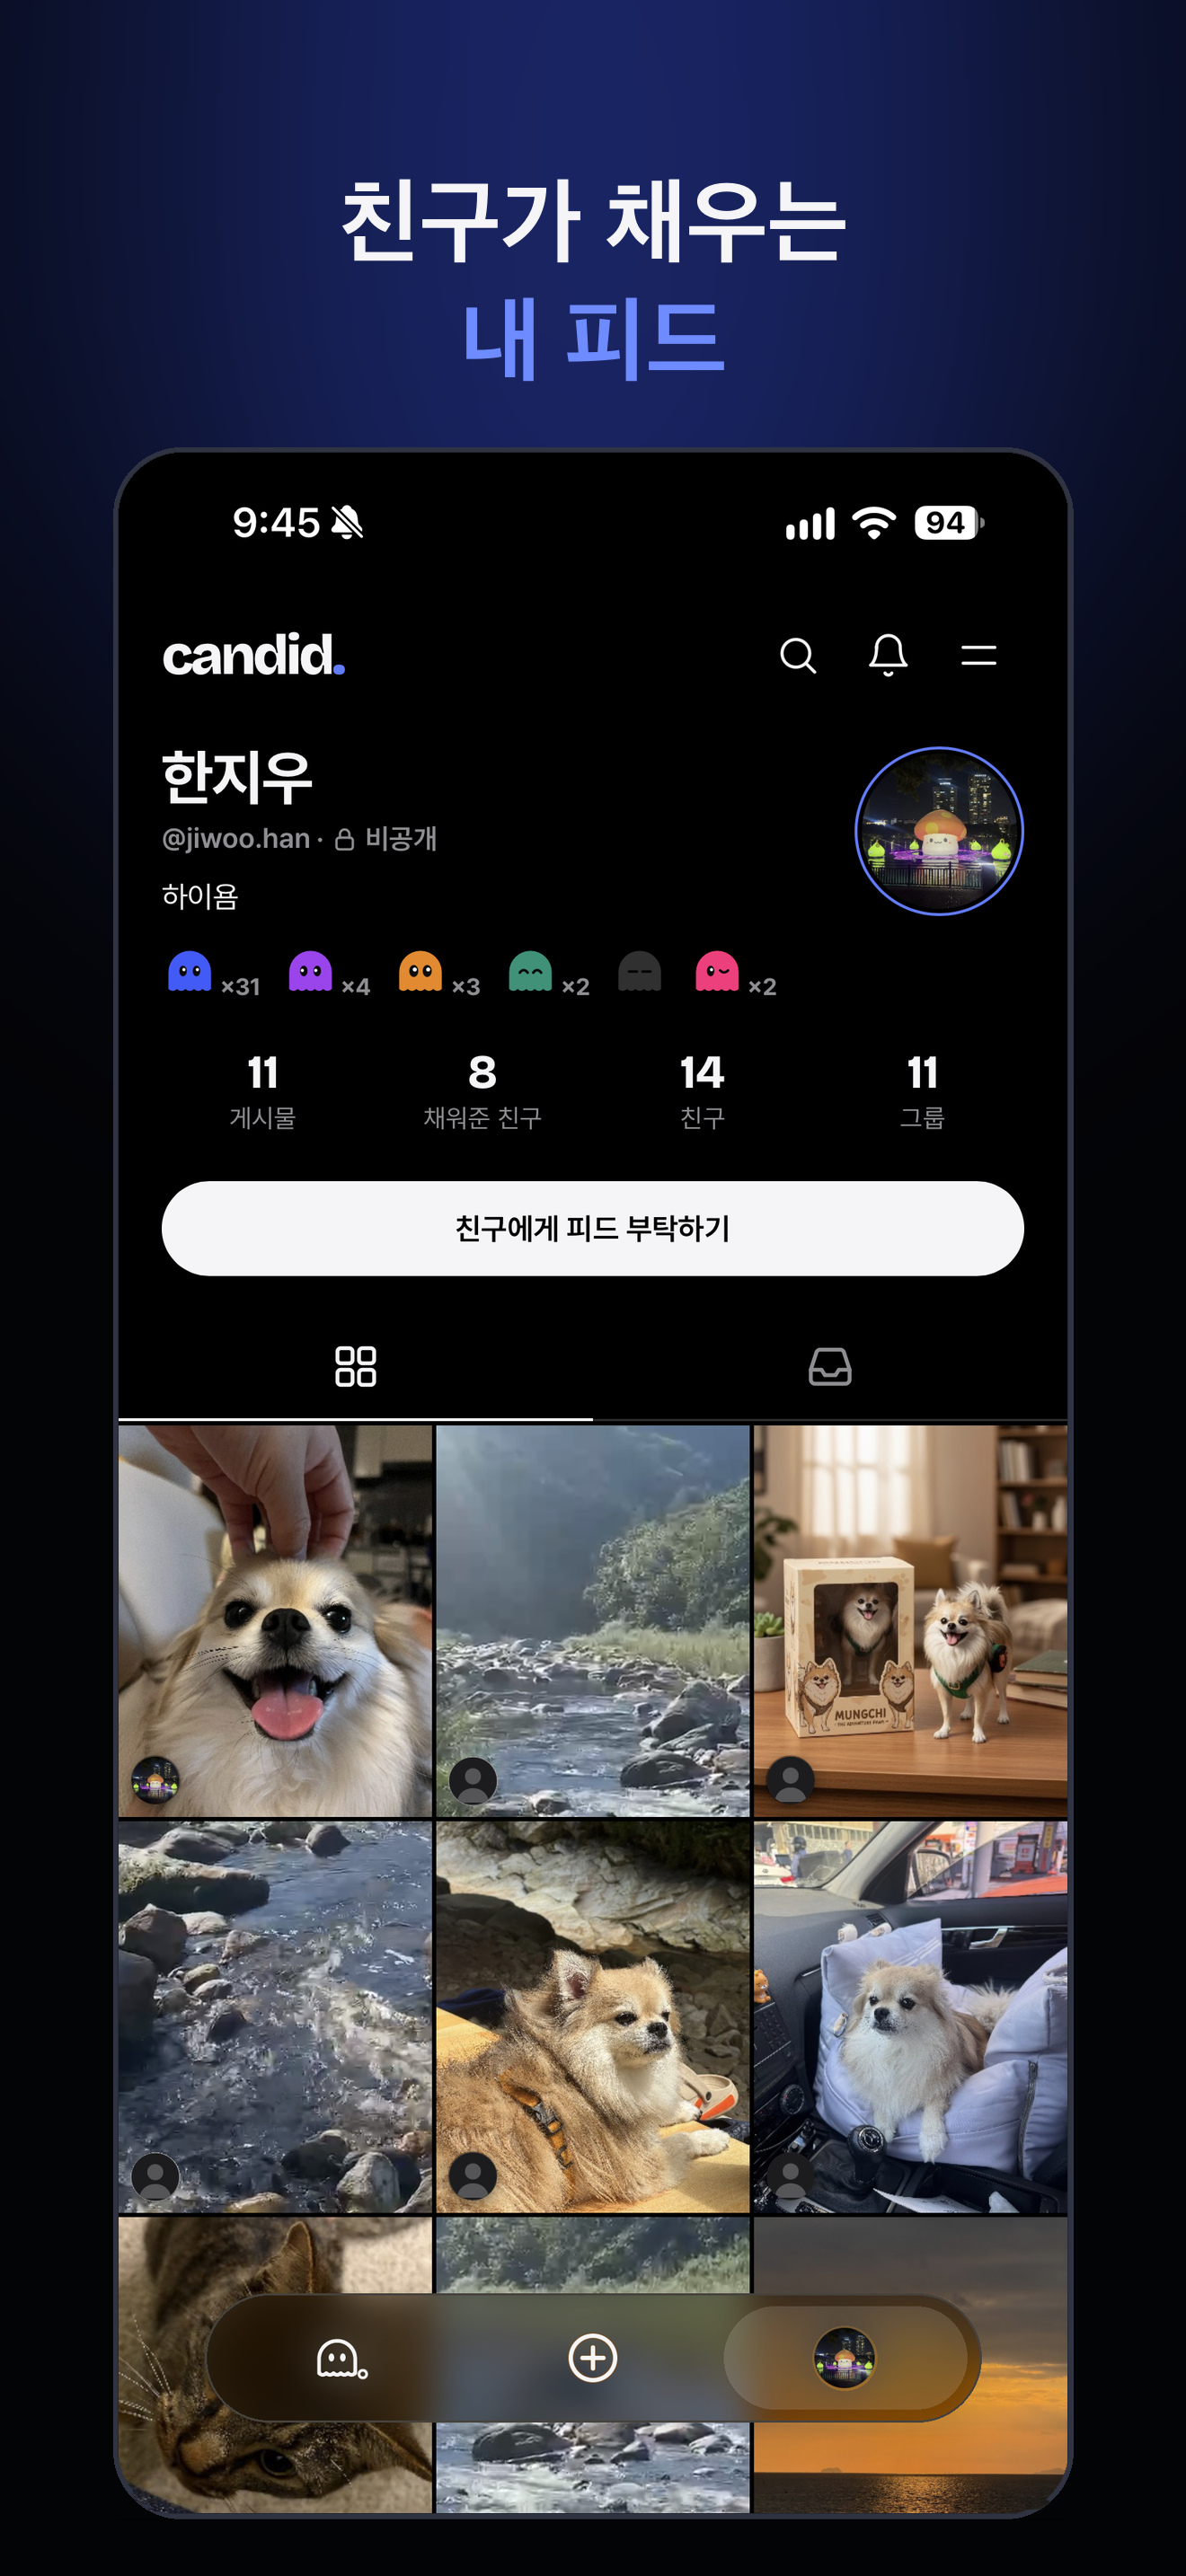 친구가 채우는
내 피드
9:45
94
candid.
한지우
@jiwoo.han · 비공개
하이욤
×31 ×4 ×3 ×2 ×2
11 8 14 11
게시물 채워준 친구 친구 그룹
친구에게 피드 부탁하기
MUNGCHI